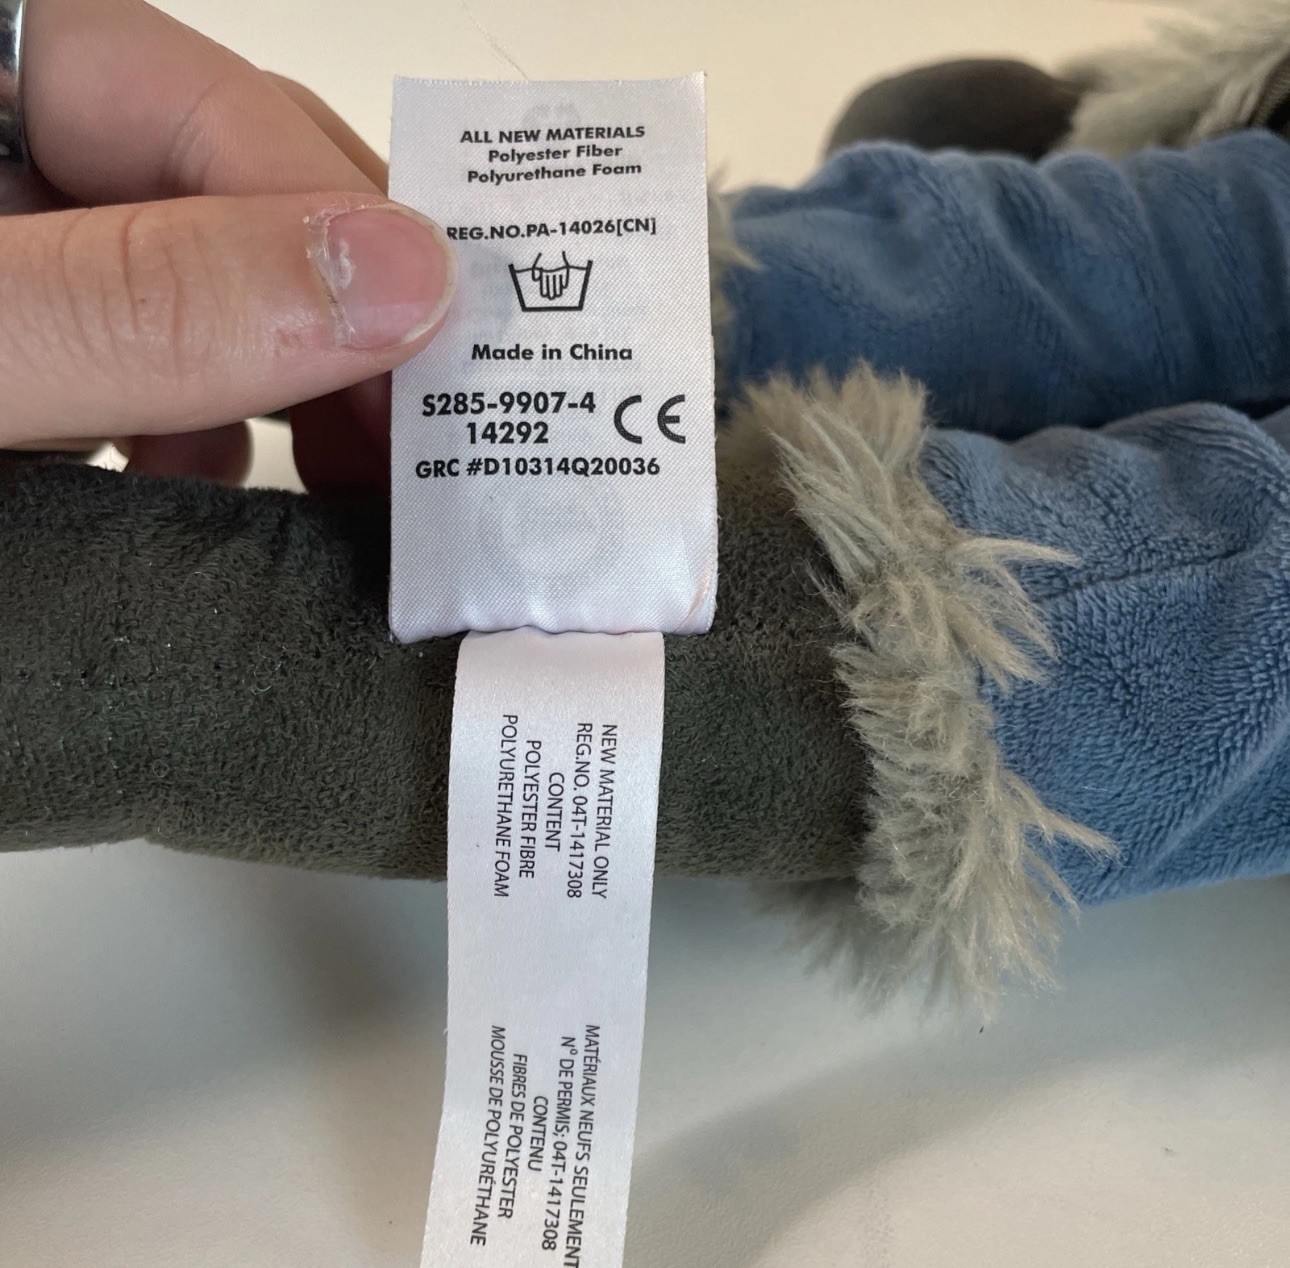 ALL NEW MATERIALS
Polyester Fiber
Polyurethane Foam
REG.NO.PA-14026[CN]
Made in China
S285-9907-4
14292
CE
GRC #D10314Q20036
NEW MATERIAL ONLY
REG.NO. 04T-1417308
CONTENT
POLYESTER FIBRE
POLYURETHANE FOAM
MATÉRIAUX NEUFS SEULEMENT
N° DE PERMIS; 04T-1417308
CONTENU
FIBRES DE POLYESTER
MOUSSE DE POLYURÉTHANE